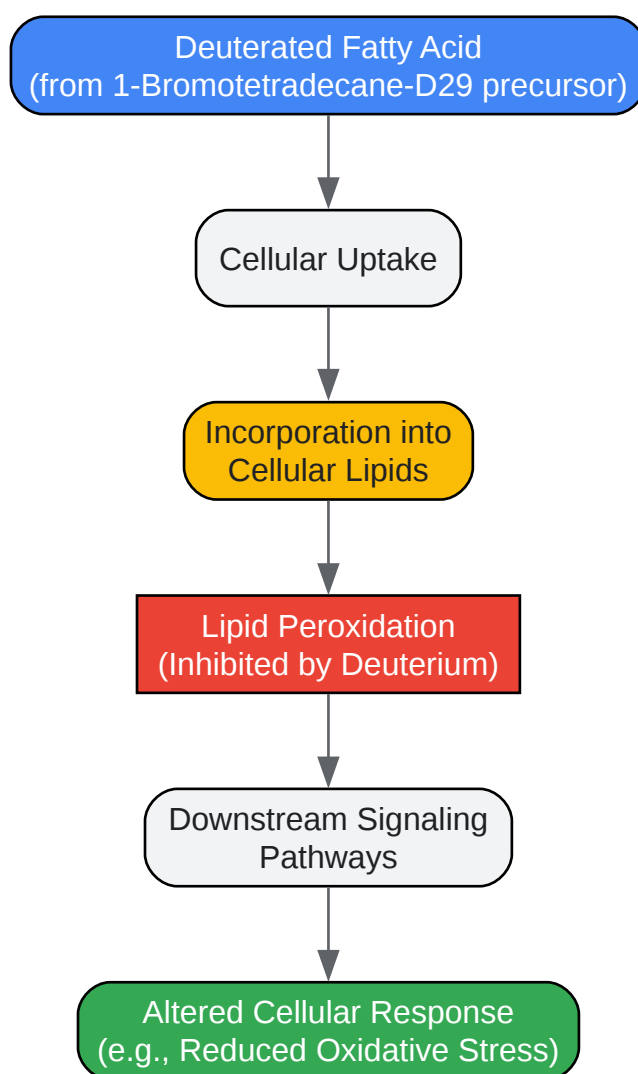 Deuterated Fatty Acid
(from 1-Bromotetradecane-D29 precursor)
Cellular Uptake
Incorporation into
Cellular Lipids
Lipid Peroxidation
(Inhibited by Deuterium)
Downstream Signaling
Pathways
Altered Cellular Response
(e.g., Reduced Oxidative Stress)